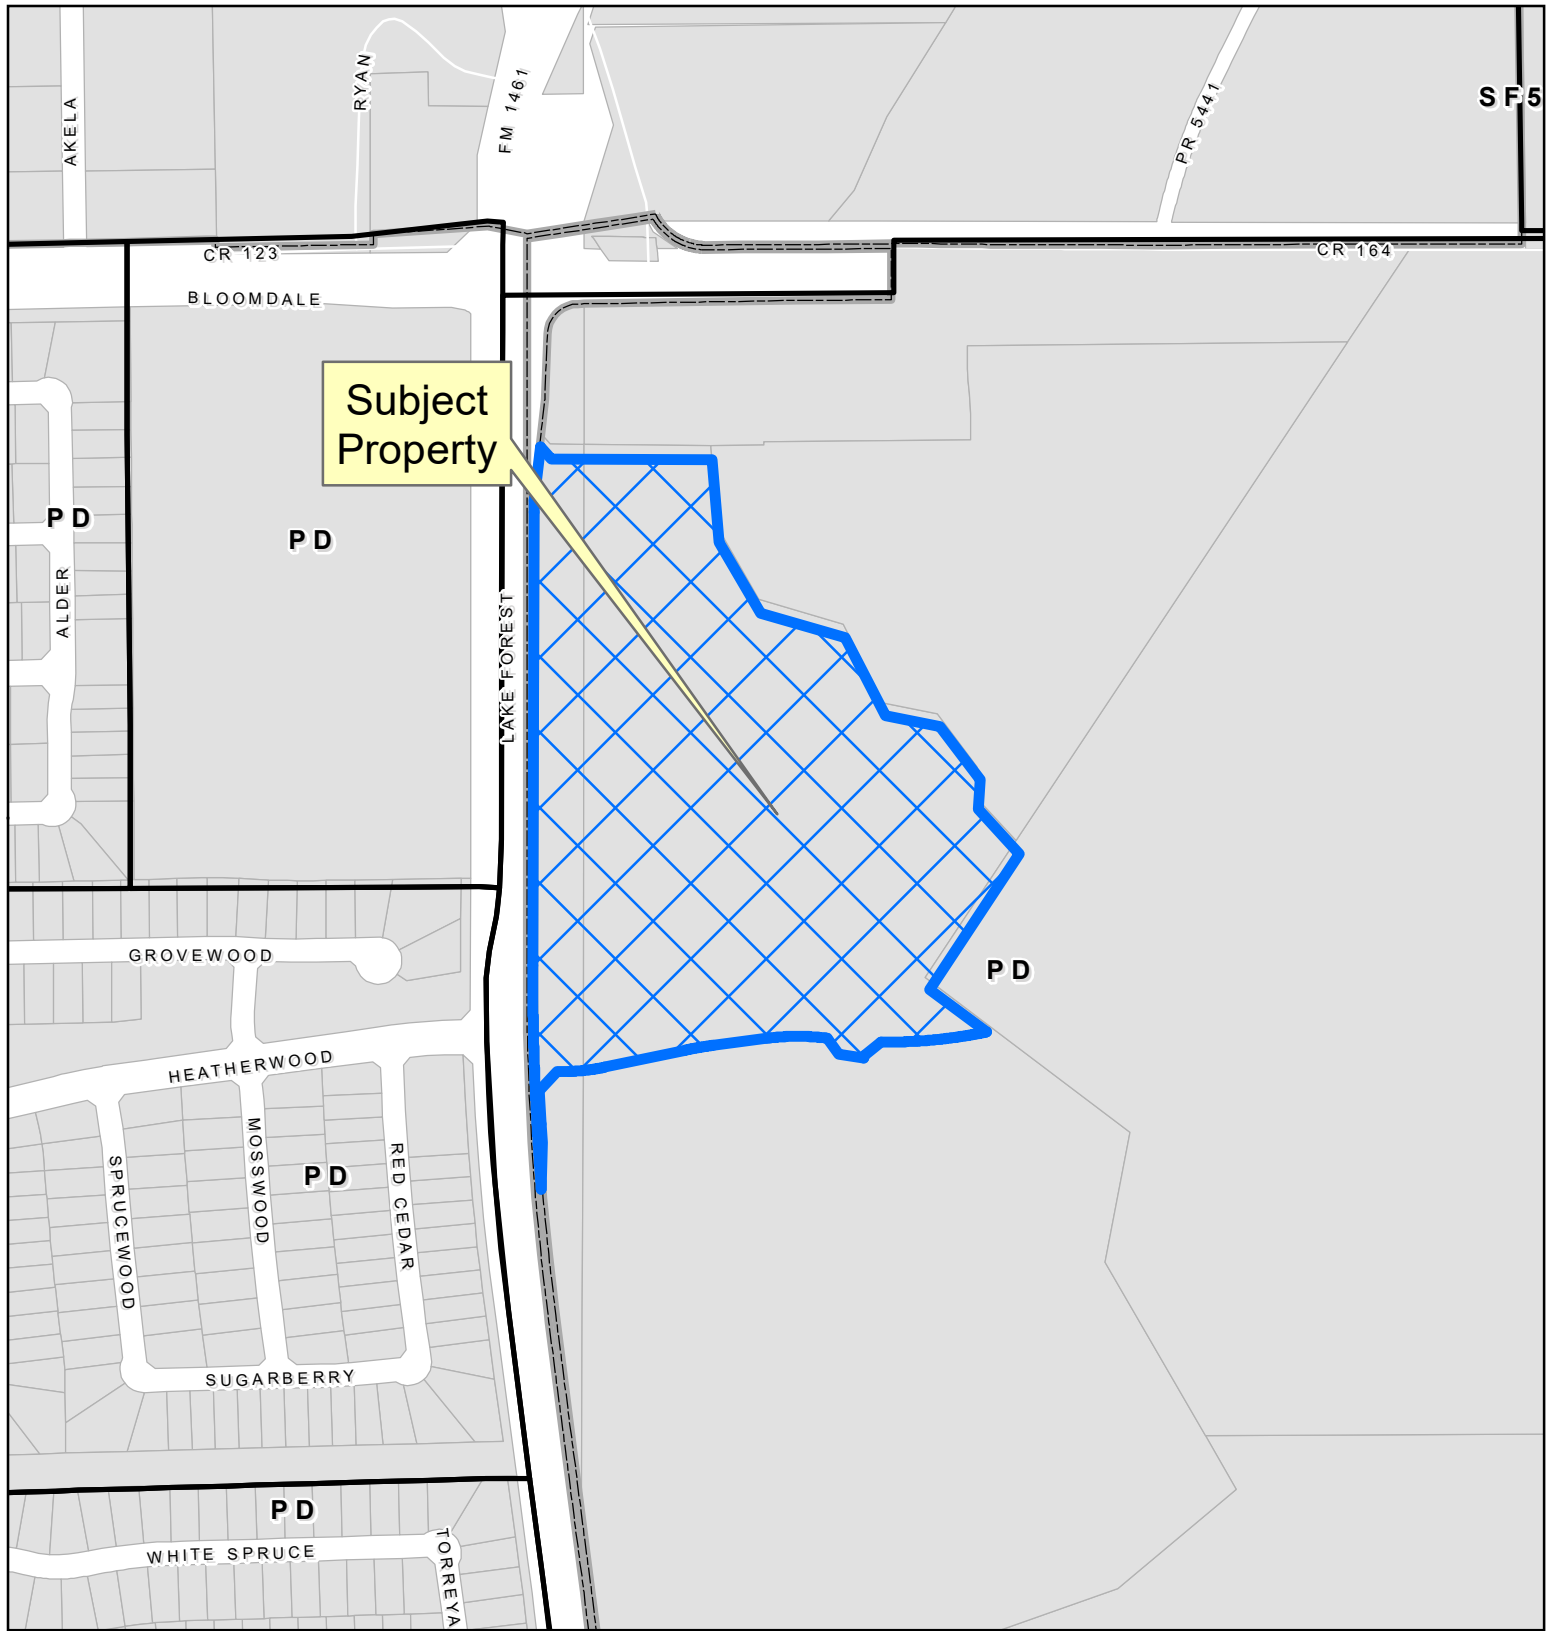 AKELA
RYAN
FM 1461
PR 5441
SF5
CR 123
CR 164
BLOOMDALE
Subject
Property
PD
PD
ALDER
LAKE FOREST
GROVEWOOD
PD
HEATHERWOOD
SPRUCEWOOD
MOSSWOOD
PD
RED CEDAR
SUGARBERRY
PD
WHITE SPRUCE
TORREYA